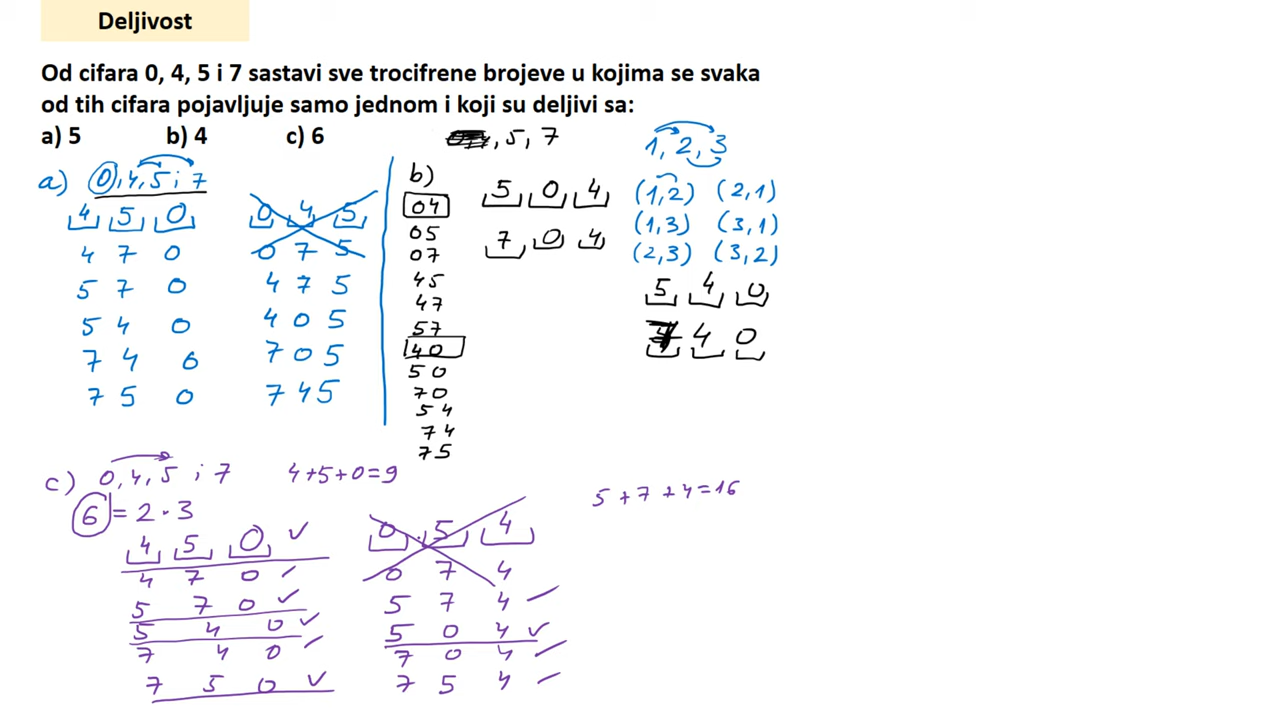 Deljivost
Od cifara 0, 4, 5 i 7 sastavi sve trocifrene brojeve u kojima se svaka
od tih cifara pojavljuje samo jednom i koji su deljivi sa:
a) 5 b) 4 c) 6
a) 0, 4, 5 i 7
4 5 0
4 7 0
5 7 0
5 4 0
7 4 0
7 5 0
0 4 5
0 7 5
4 7 5
4 0 5
7 0 5
7 4 5
, 5, 7
b)
04
05
07
45
47
57
40
50
70
54
74
75
5 0 4
7 0 4
1, 2, 3
(1,2) (2,1)
(1,3) (3,1)
(2,3) (3,2)
5 4 0
4 0
c) 0, 4, 5 i 7 4+5+0=9
6 = 2 · 3
4 5 0 ✓
4 7 0
5 7 0 ✓
5 4 0 ✓
7 4 0
7 5 0 ✓
0 5 4
0 7 4
5 7 4
5 0 4 ✓
7 0 4
7 5 4
5+7+4=16